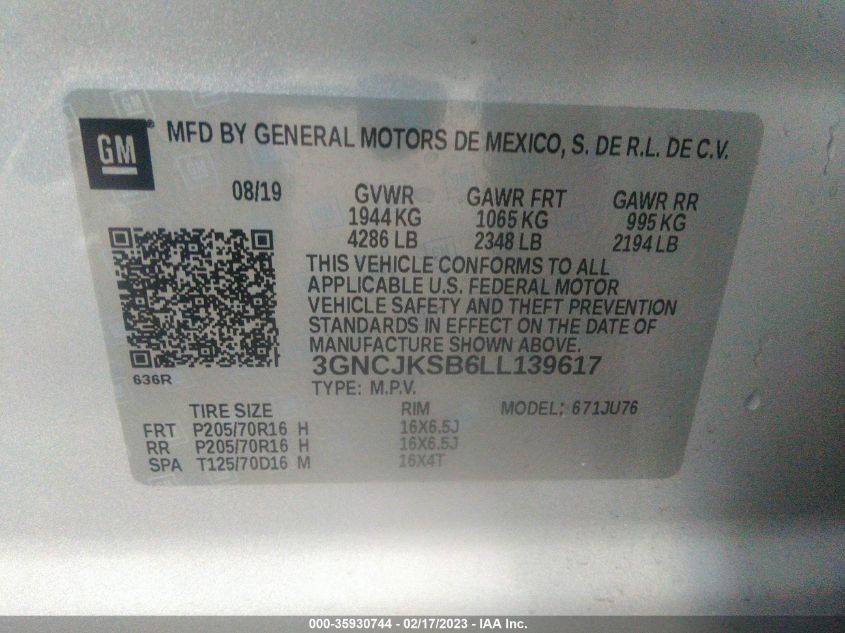 GM® MFD BY GENERAL MOTORS DE MEXICO, S. DE R.L. DE C.V.
08/19 GVWR GAWR FRT GAWR RR
1944 KG 1065 KG 995 KG
4286 LB 2348 LB 2194 LB
THIS VEHICLE CONFORMS TO ALL
APPLICABLE U.S. FEDERAL MOTOR
VEHICLE SAFETY AND THEFT PREVENTION
STANDARDS IN EFFECT ON THE DATE OF
MANUFACTURE SHOWN ABOVE.
3GNCJKSB6LL139617
636R
TYPE: M.P.V.
TIRE SIZE RIM MODEL: 671JU76
FRT P205/70R16 H 16X6.5J
RR P205/70R16 H 16X6.5J
SPA T125/70D16 M 16X4T
000-35930744 - 02/17/2023 - IAA Inc.